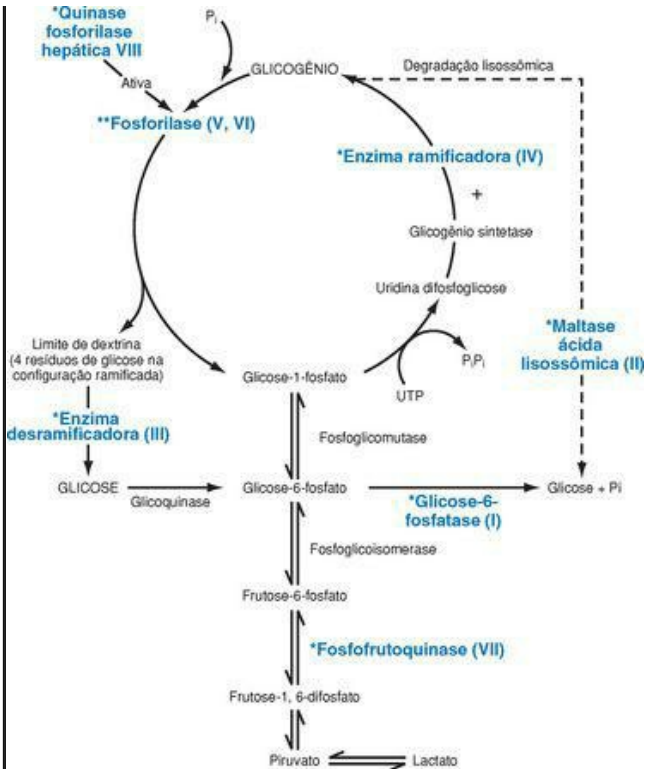 *Quinase
fosforilase
hepática VIII
Pi
Ativa
GLICOGÊNIO
Degradação lisossômica
**Fosforilase (V, VI)
*Enzima ramificadora (IV)
+
Glicogênio sintetase
Uridina difosfoglicose
Limite de dextrina
(4 resíduos de glicose na
configuração ramificada)
*Maltase
ácida
lisossômica (II)
PiPi
Glicose-1-fosfato
UTP
*Enzima
desramificadora (III)
Fosfoglicomutase
GLICOSE
Glicoquinase
Glicose-6-fosfato
*Glicose-6-
fosfatase (I)
Glicose + Pi
Fosfoglicoisomerase
Frutose-6-fosfato
*Fosfofrutoquinase (VII)
Frutose-1, 6-difosfato
Piruvato
Lactato